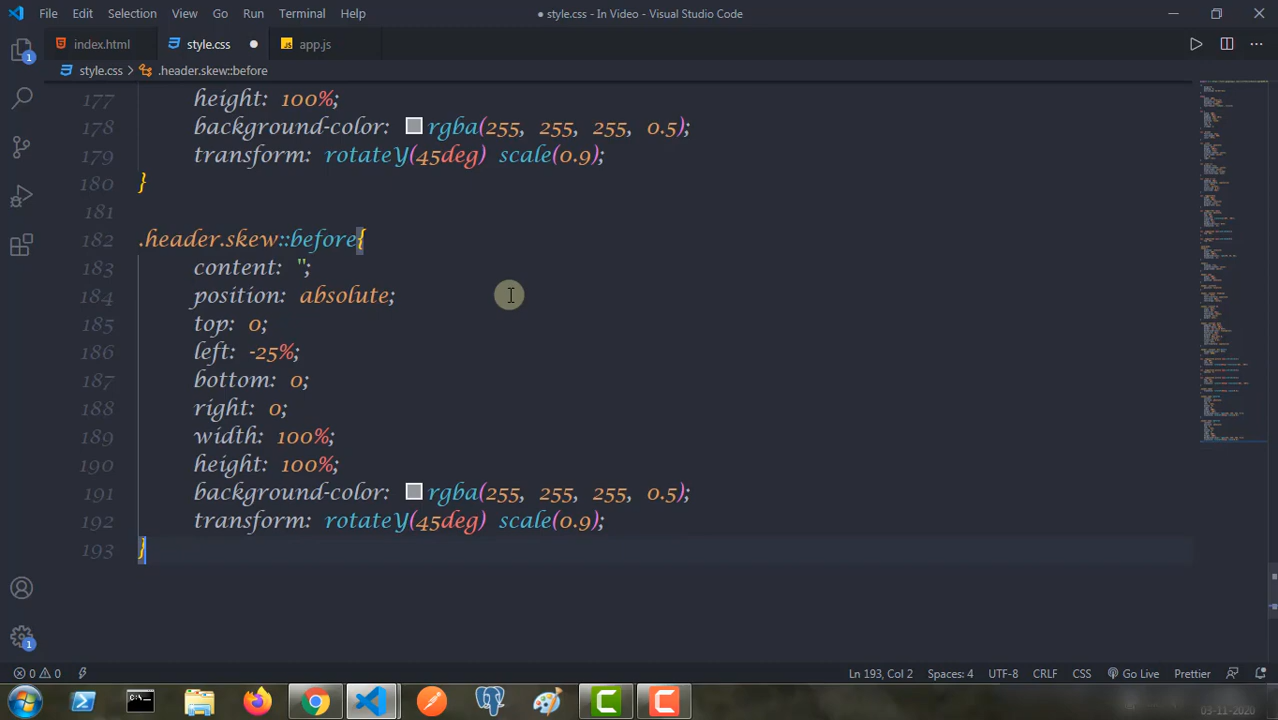 File Edit Selection View Go Run Terminal Help
● style.css - In Video - Visual Studio Code
index.html style.css ● app.js
style.css > .header.skew::before
177 height: 100%;
178 background-color: rgba(255, 255, 255, 0.5);
179 transform: rotateY(45deg) scale(0.9);
180 }
181
182 .header.skew::before{
183 content: '';
184 position: absolute;
185 top: 0;
186 left: -25%;
187 bottom: 0;
188 right: 0;
189 width: 100%;
190 height: 100%;
191 background-color: rgba(255, 255, 255, 0.5);
192 transform: rotateY(45deg) scale(0.9);
193 }
1
1
0 0 Ln 193, Col 2 Spaces: 4 UTF-8 CRLF CSS Go Live Prettier
03-11-2020